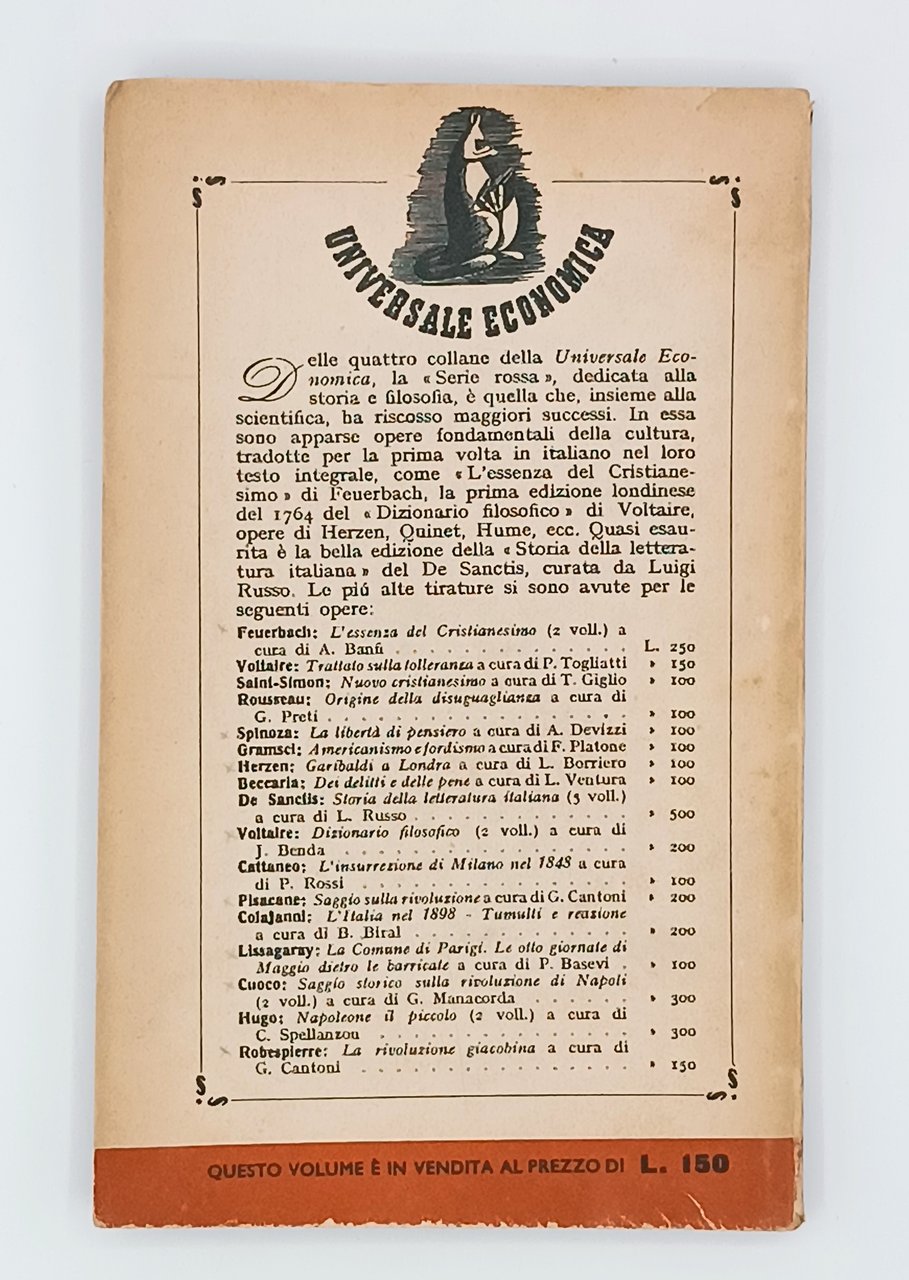 UNIVERSALE ECONOMICA
Delle quattro collane della Universale Eco-
nomica, la «Serie rossa», dedicata alla
storia e filosofia, è quella che, insieme alla
scientifica, ha riscosso maggiori successi. In essa
sono apparse opere fondamentali della cultura,
tradotte per la prima volta in italiano nel loro
testo integrale, come «L'essenza del Cristiane-
simo» di Feuerbach, la prima edizione londinese
del 1764 del «Dizionario filosofico» di Voltaire,
opere di Herzen, Quinet, Hume, ecc. Quasi esau-
rita è la bella edizione della «Storia della lettera-
tura italiana» del De Sanctis, curata da Luigi
Russo. Le piú alte tirature si sono avute per le
seguenti opere:
Feuerbach: L'essenza del Cristianesimo (2 voll.) a
cura di A. Banfi . . . . . . . . . . . . . . L. 250
Voltaire: Trattato sulla tolleranza a cura di P. Togliatti » 150
Saint-Simon: Nuovo cristianesimo a cura di T. Giglio » 100
Rousseau: Origine della disuguaglianza a cura di
G. Preti . . . . . . . . . . . . . . . . . . » 100
Spinoza: La libertà di pensiero a cura di A. Devizzi » 100
Gramsci: Americanismo e fordismo a cura di F. Platone » 100
Herzen: Garibaldi a Londra a cura di L. Borriero » 100
Beccaria: Dei delitti e delle pene a cura di L. Ventura » 100
De Sanctis: Storia della letteratura italiana (5 voll.)
a cura di L. Russo . . . . . . . . . . . . . » 500
Voltaire: Dizionario filosofico (2 voll.) a cura di
J. Benda . . . . . . . . . . . . . . . . . » 200
Cattaneo: L'insurrezione di Milano nel 1848 a cura
di P. Rossi . . . . . . . . . . . . . . . . » 100
Pisacane: Saggio sulla rivoluzione a cura di G. Cantoni » 200
Colajanni: L'Italia nel 1898 - Tumulti e reazione
a cura di B. Biral . . . . . . . . . . . . . » 200
Lissagaray: La Comune di Parigi. Le otto giornate di
Maggio dietro le barricate a cura di P. Basevi . » 100
Cuoco: Saggio storico sulla rivoluzione di Napoli
(2 voll.) a cura di G. Manacorda . . . . . . » 300
Hugo: Napoleone il piccolo (2 voll.) a cura di
C. Spellanzon . . . . . . . . . . . . . . . » 300
Robespierre: La rivoluzione giacobina a cura di
G. Cantoni . . . . . . . . . . . . . . . . » 150
QUESTO VOLUME È IN VENDITA AL PREZZO DI L. 150